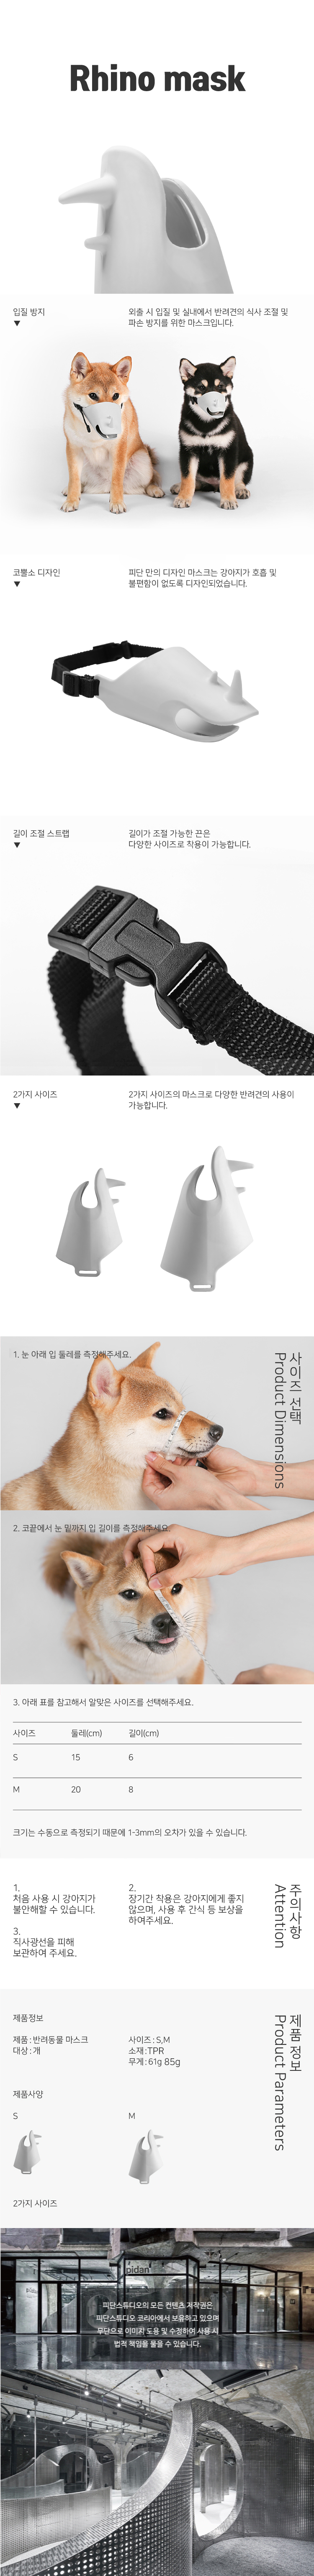 Rhino mask
입질 방지
▼
외출 시 입질 및 실내에서 반려견의 식사 조절 및
파손 방지를 위한 마스크입니다.
코뿔소 디자인
▼
피단 만의 디자인 마스크는 강아지가 호흡 및
불편함이 없도록 디자인되었습니다.
길이 조절 스트랩
▼
길이가 조절 가능한 끈은
다양한 사이즈로 착용이 가능합니다.
2가지 사이즈
▼
2가지 사이즈의 마스크로 다양한 반려견의 사용이
가능합니다.
사이즈 선택
Product Dimensions
1. 눈 아래 입 둘레를 측정해주세요.
2. 코끝에서 눈 밑까지 입 길이를 측정해주세요.
3. 아래 표를 참고해서 알맞은 사이즈를 선택해주세요.
사이즈 둘레(cm) 길이(cm)
S 15 6
M 20 8
크기는 수동으로 측정되기 때문에 1-3mm의 오차가 있을 수 있습니다.
주의사항
Attention
1.
처음 사용 시 강아지가
불안해할 수 있습니다.
2.
장기간 착용은 강아지에게 좋지
않으며, 사용 후 간식 등 보상을
하여주세요.
3.
직사광선을 피해
보관하여 주세요.
제품 정보
Product Parameters
제품정보
제품 : 반려동물 마스크
대상 : 개
사이즈 : S,M
소재 : TPR
무게 : 61g 85g
제품사양
S
M
2가지 사이즈
pidan
피단스튜디오의 모든 컨텐츠 저작권은
피단스튜디오 코리아에서 보유하고 있으며
무단으로 이미지 도용 및 수정하여 사용 시
법적 책임을 물을 수 있습니다.